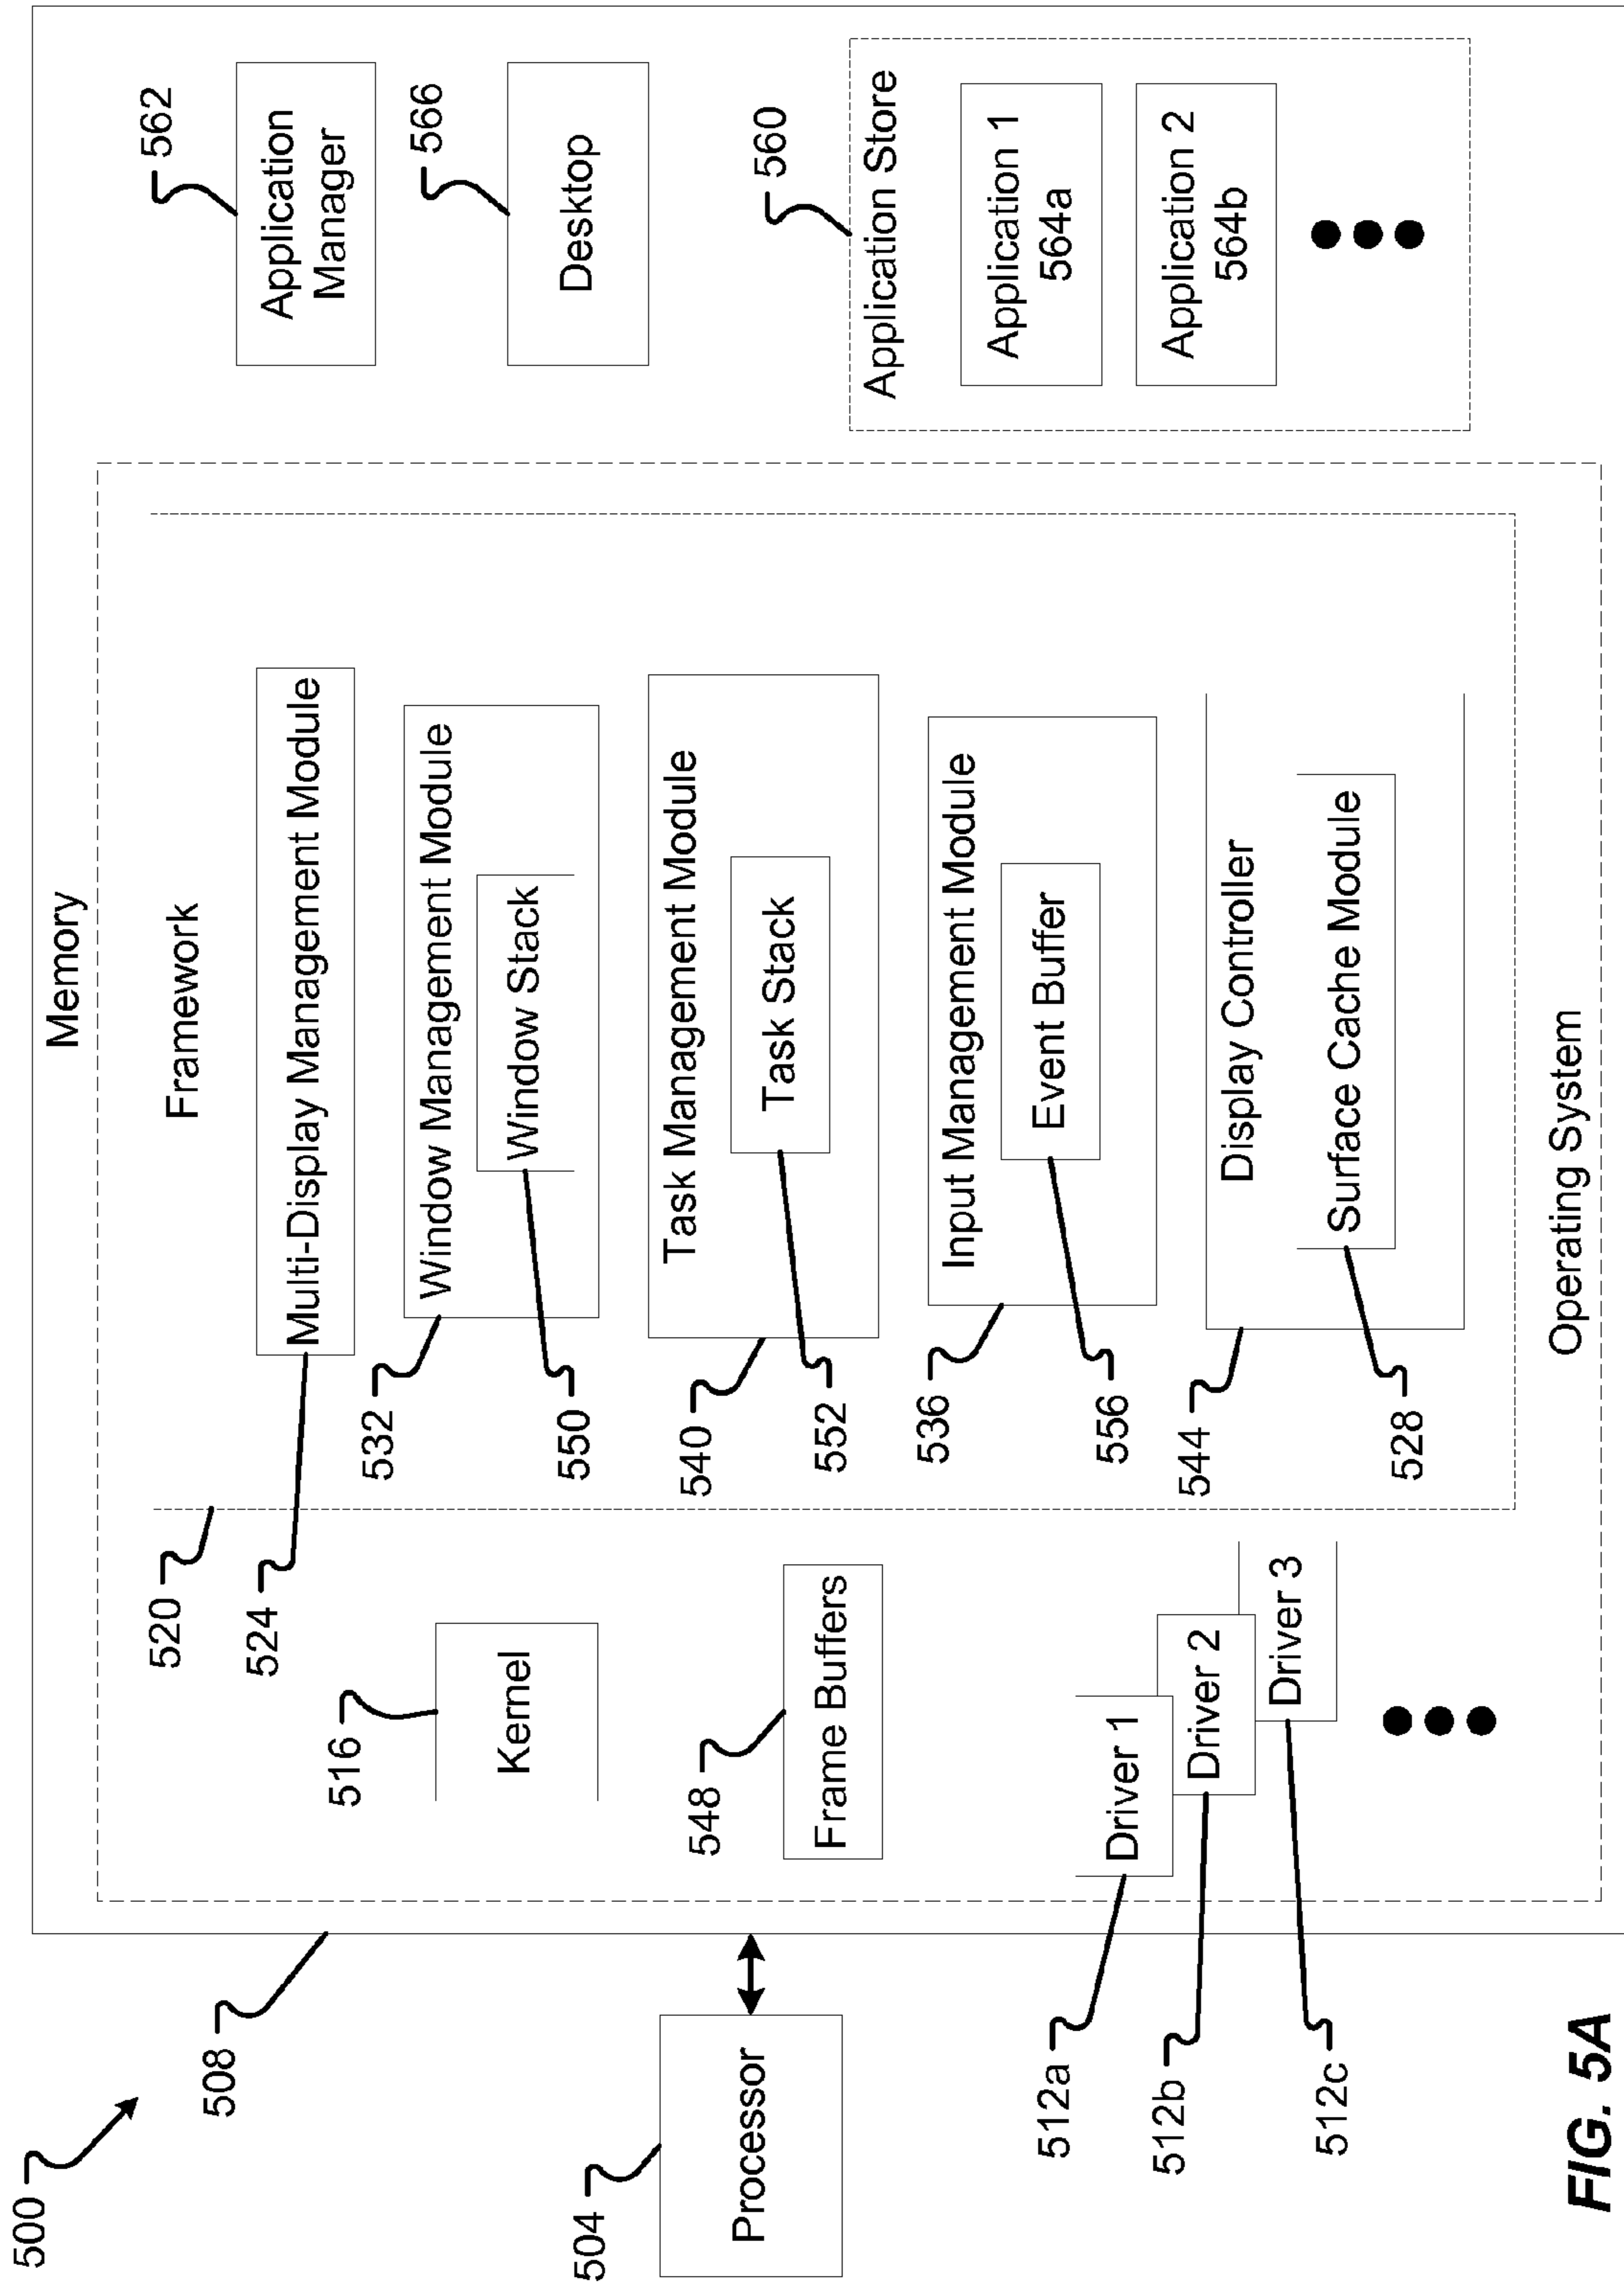 500
508
504
Processor
Memory
Operating System
516
Kernel
548
Frame Buffers
512a
Driver 1
512b
Driver 2
512c
Driver 3
520
Framework
524
Multi-Display Management Module
532
Window Management Module
550
Window Stack
540
Task Management Module
552
Task Stack
536
Input Management Module
556
Event Buffer
544
Display Controller
528
Surface Cache Module
562
Application
Manager
566
Desktop
560
Application Store
Application 1
564a
Application 2
564b
FIG. 5A